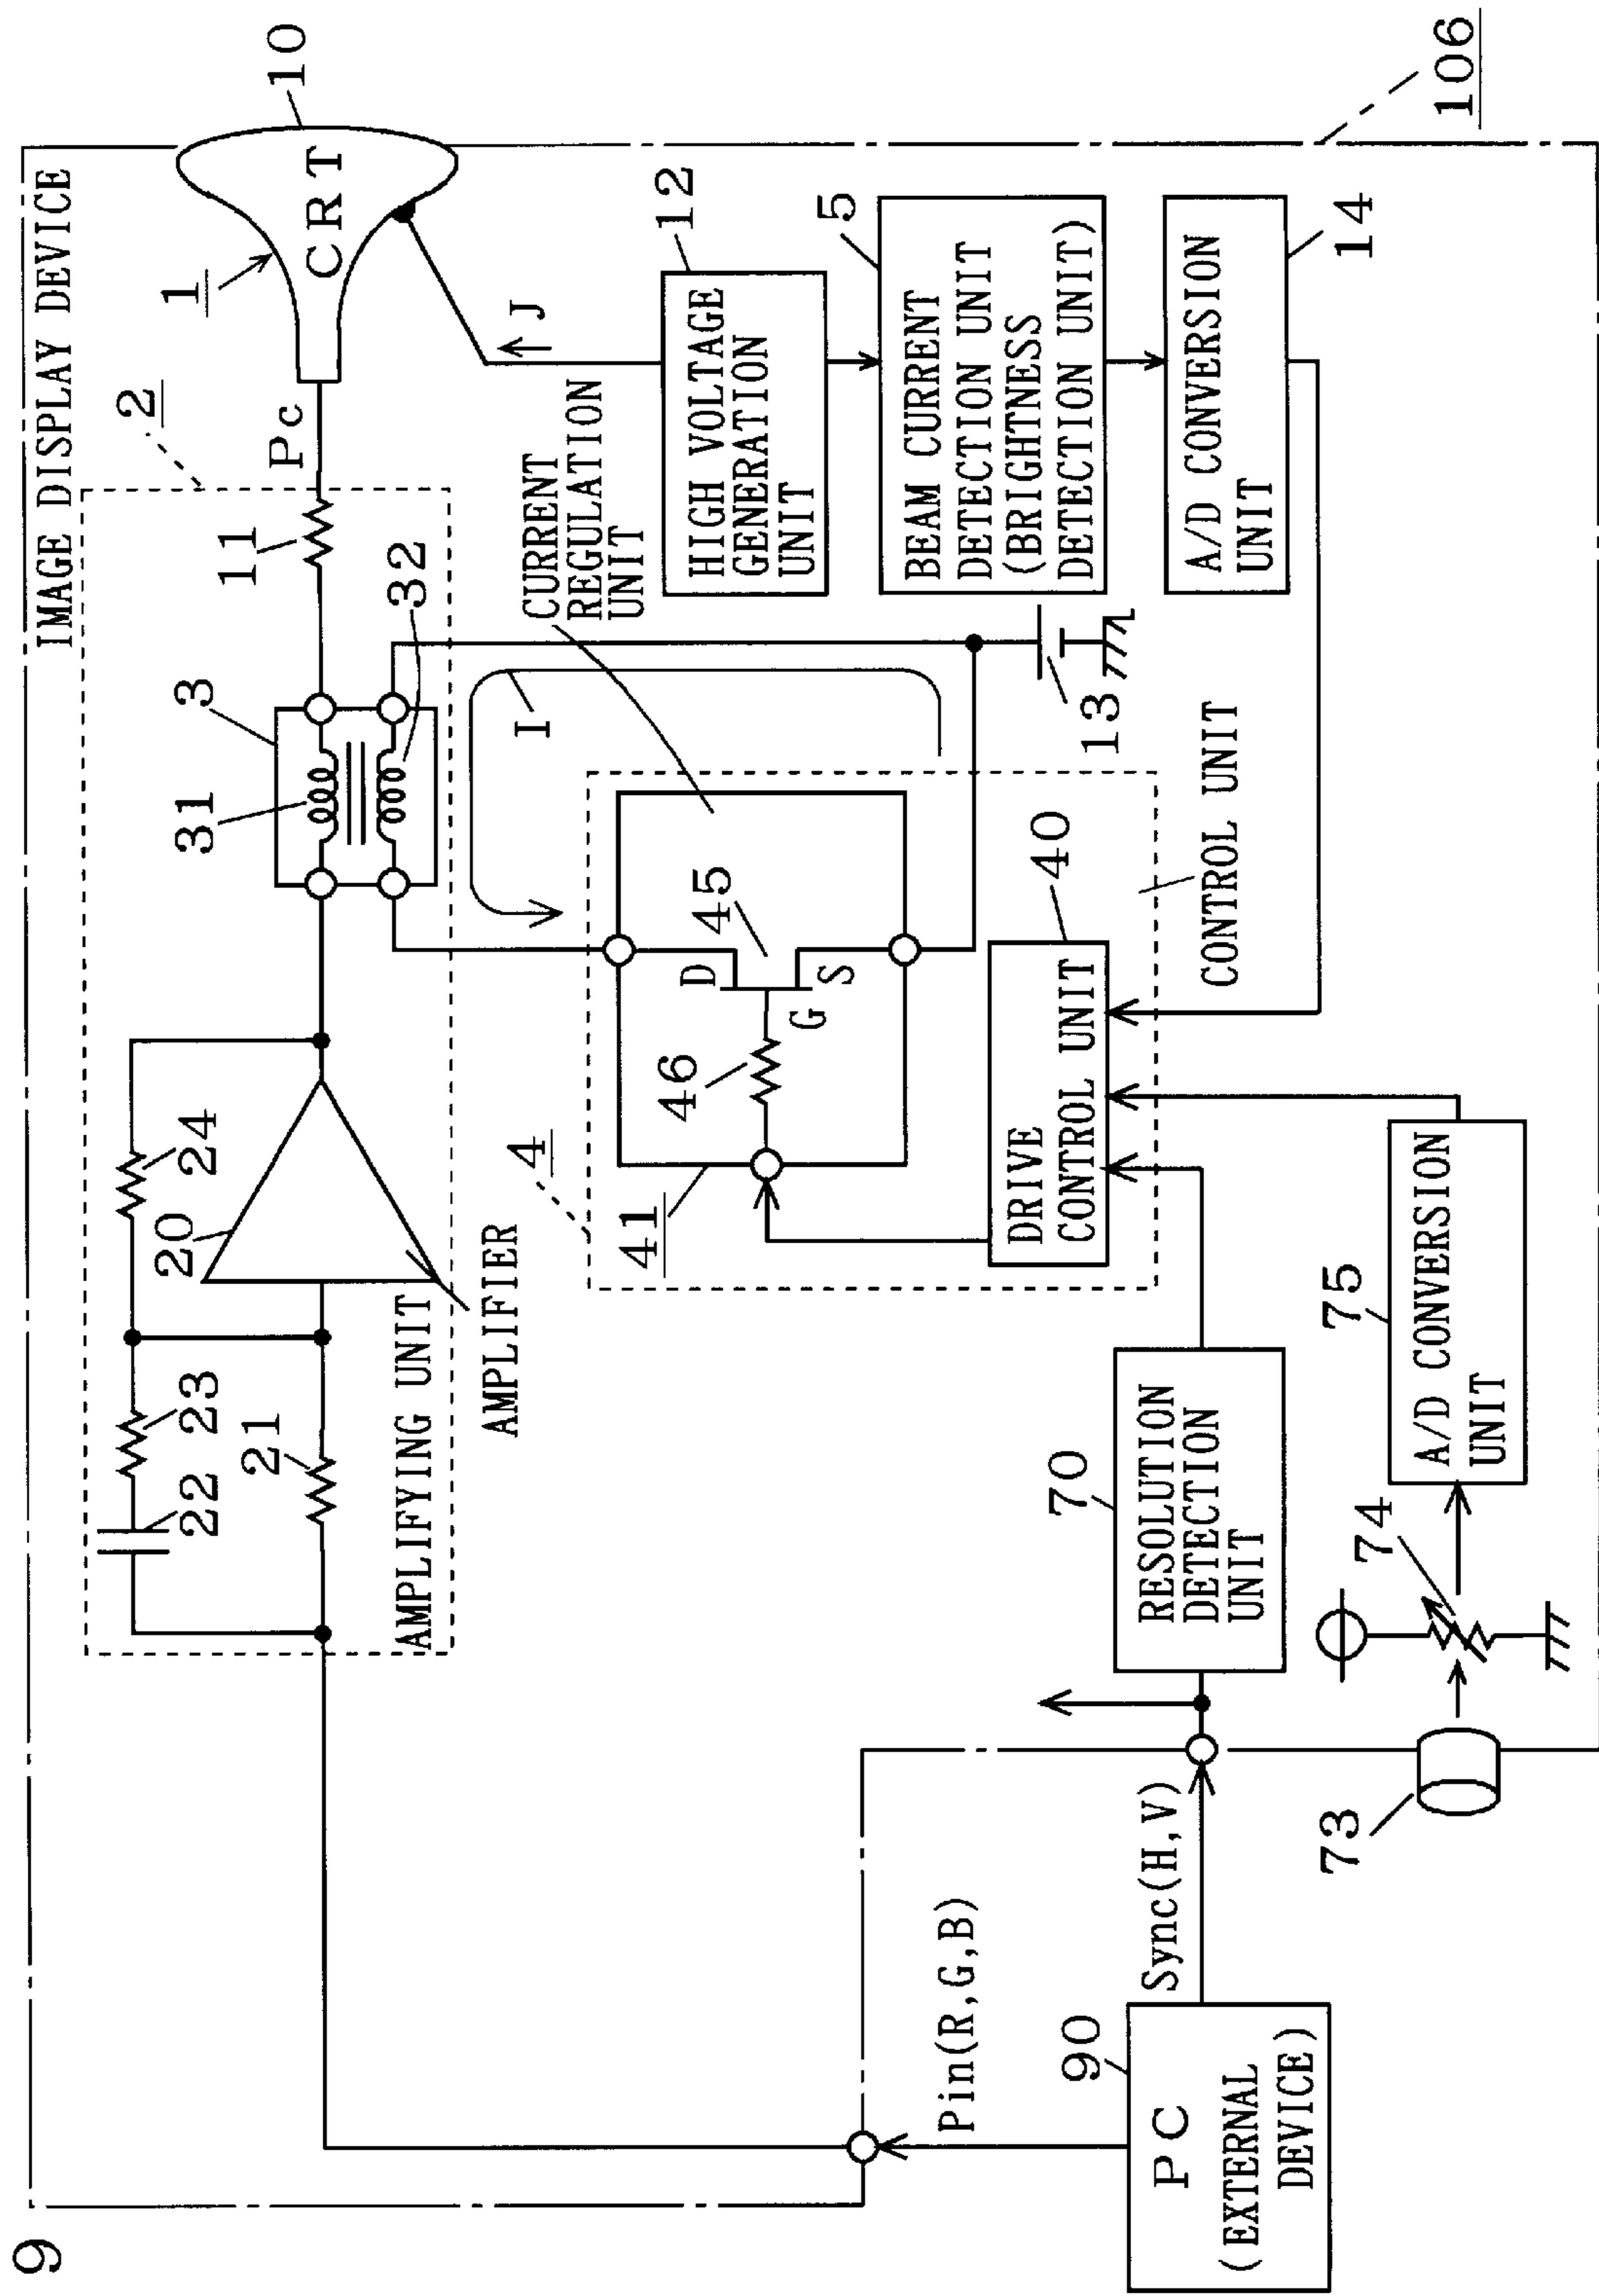 9
IMAGE DISPLAY DEVICE
106
1
10
CRT
2
Pc
11
3
31
32
20
24
23
22
21
AMPLIFYING UNIT
AMPLIFIER
CURRENT
REGULATION
UNIT
J
12
HIGH VOLTAGE
GENERATION
UNIT
5
BEAM CURRENT
DETECTION UNIT
(BRIGHTNESS
DETECTION UNIT)
14
A/D CONVERSION
UNIT
I
13
4
41
45
46
D
G
S
40
DRIVE
CONTROL UNIT
CONTROL UNIT
70
RESOLUTION
DETECTION
UNIT
75
A/D CONVERSION
UNIT
74
73
Pin(R,G,B)
Sync(H,V)
90
PC
(EXTERNAL
DEVICE)